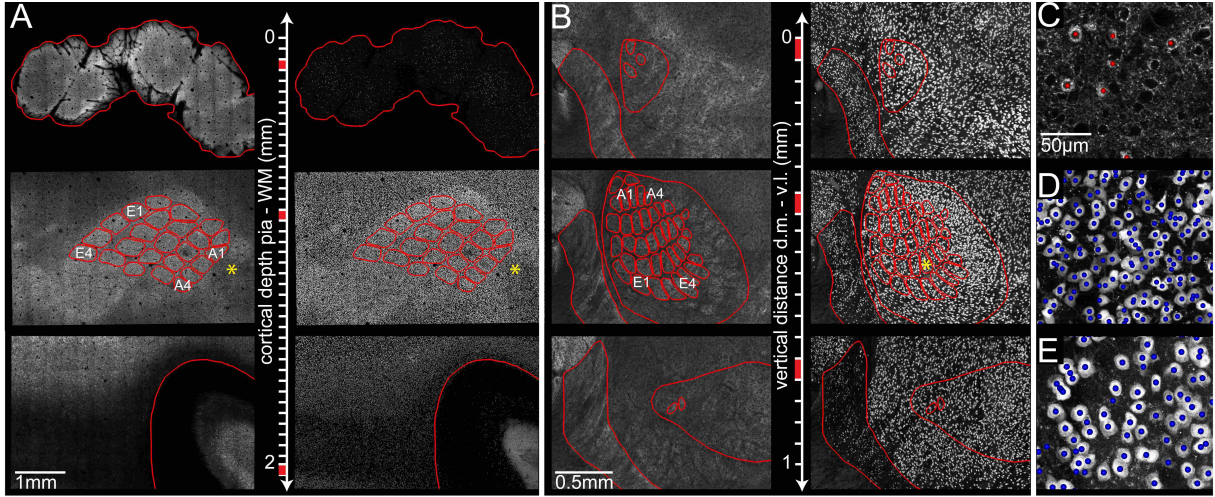 A
0
cortical depth pia - WM (mm)
2
E1
E4
A1
A4
*
*
1mm
B
0
vertical distance d.m. - v.l. (mm)
1
A1
A4
E1
E4
*
0.5mm
C
50µm
D
E